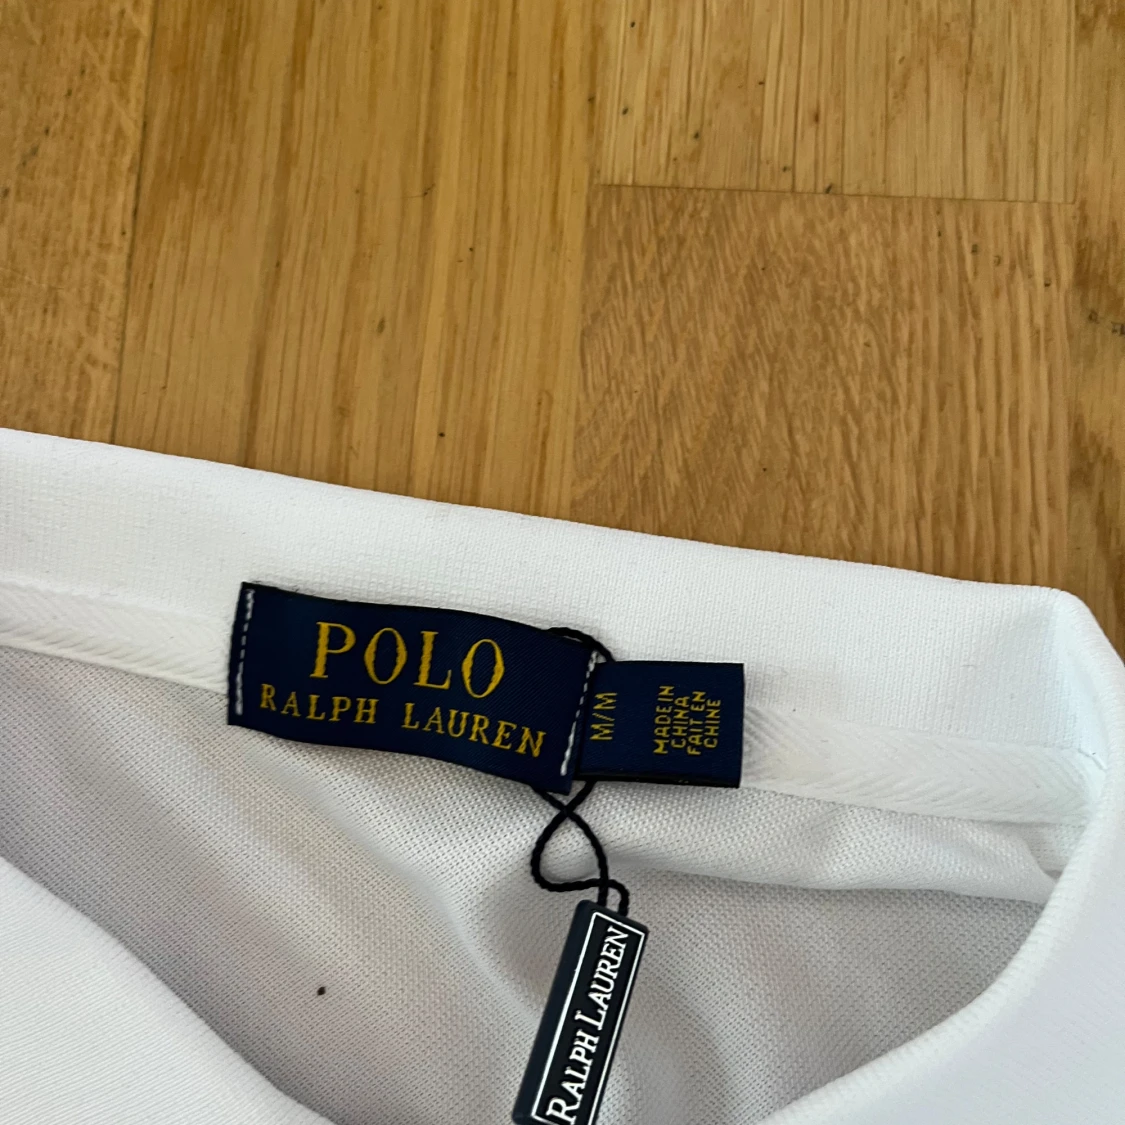 POLO
RALPH LAUREN
M/M
MADE IN
CHINA
FAIT EN
CHINE
RALPH LAUREN